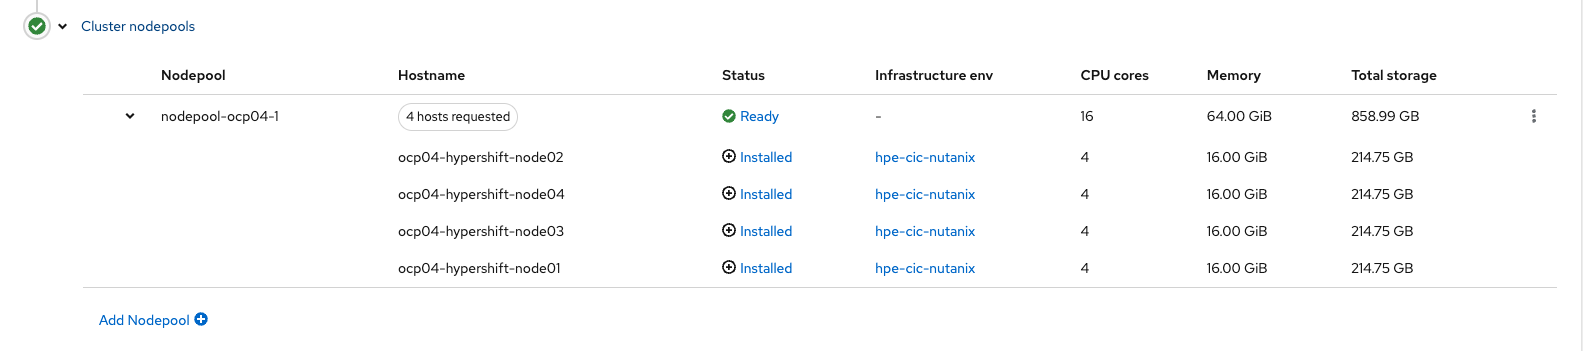 Cluster nodepools
Nodepool Hostname Status Infrastructure env CPU cores Memory Total storage
nodepool-ocp04-1 4 hosts requested Ready - 16 64.00 GiB 858.99 GB
ocp04-hypershift-node02 Installed hpe-cic-nutanix 4 16.00 GiB 214.75 GB
ocp04-hypershift-node04 Installed hpe-cic-nutanix 4 16.00 GiB 214.75 GB
ocp04-hypershift-node03 Installed hpe-cic-nutanix 4 16.00 GiB 214.75 GB
ocp04-hypershift-node01 Installed hpe-cic-nutanix 4 16.00 GiB 214.75 GB
Add Nodepool